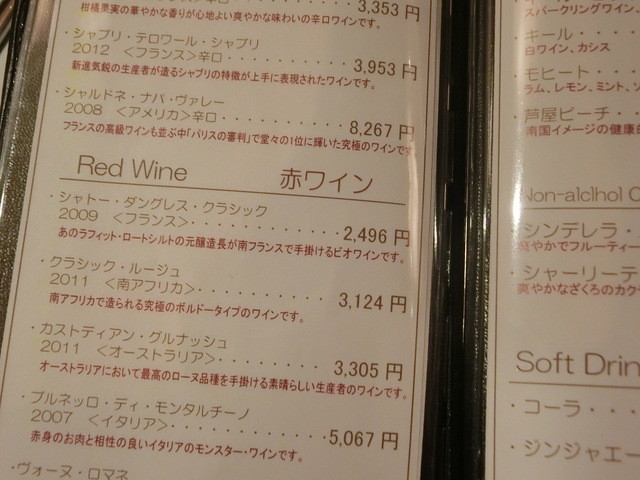 3,353 円
柑橘果実の華やかな香りが心地よい爽やかな味わいの辛口ワインです。
・シャブリ・テロワール・シャブリ
2012 <フランス>辛口・・・・・・・・・3,953 円
新進気鋭の生産者が造るシャブリの特徴が上手に表現されたワインです。
・シャルドネ・ナパ・ヴァレー
2008 <アメリカ>辛口・・・・・・・・・8,267 円
フランスの高級ワインも並ぶ中「パリスの審判」で堂々の1位に輝いた究極のワインです
Red Wine 赤ワイン
・シャトー・ダングレス・クラシック
2009 <フランス>・・・・・・・・・・・2,496 円
あのラフィット・ロートシルトの元醸造長が南フランスで手掛けるビオワインです。
・クラシック・ルージュ
2011 <南アフリカ>・・・・・・・・・・3,124 円
南アフリカで造られる究極のボルドータイプのワインです。
・カストディアン・グルナッシュ
2011 <オーストラリア>・・・・・・・・3,305 円
オーストラリアにおいて最高のローヌ品種を手掛ける素晴らしい生産者のワインです。
・ブルネッロ・ディ・モンタルチーノ
2007 <イタリア>・・・・・・・・・・・5,067 円
赤身のお肉と相性の良いイタリアのモンスター・ワインです。
・ヴォーヌ・ロマネ
スパークリングワイン、
・キール・・・・
白ワイン、カシス
・モヒート・・・
ラム、レモン、ミント、ソ
・芦屋ビーチ・・
南国イメージの健康的
Non-alclhol C
・シンデレラ・
爽やかでフルーティー
・シャーリーテ
爽やかなざくろのカク
Soft Drin
・コーラ・・・
・ジンジャエー